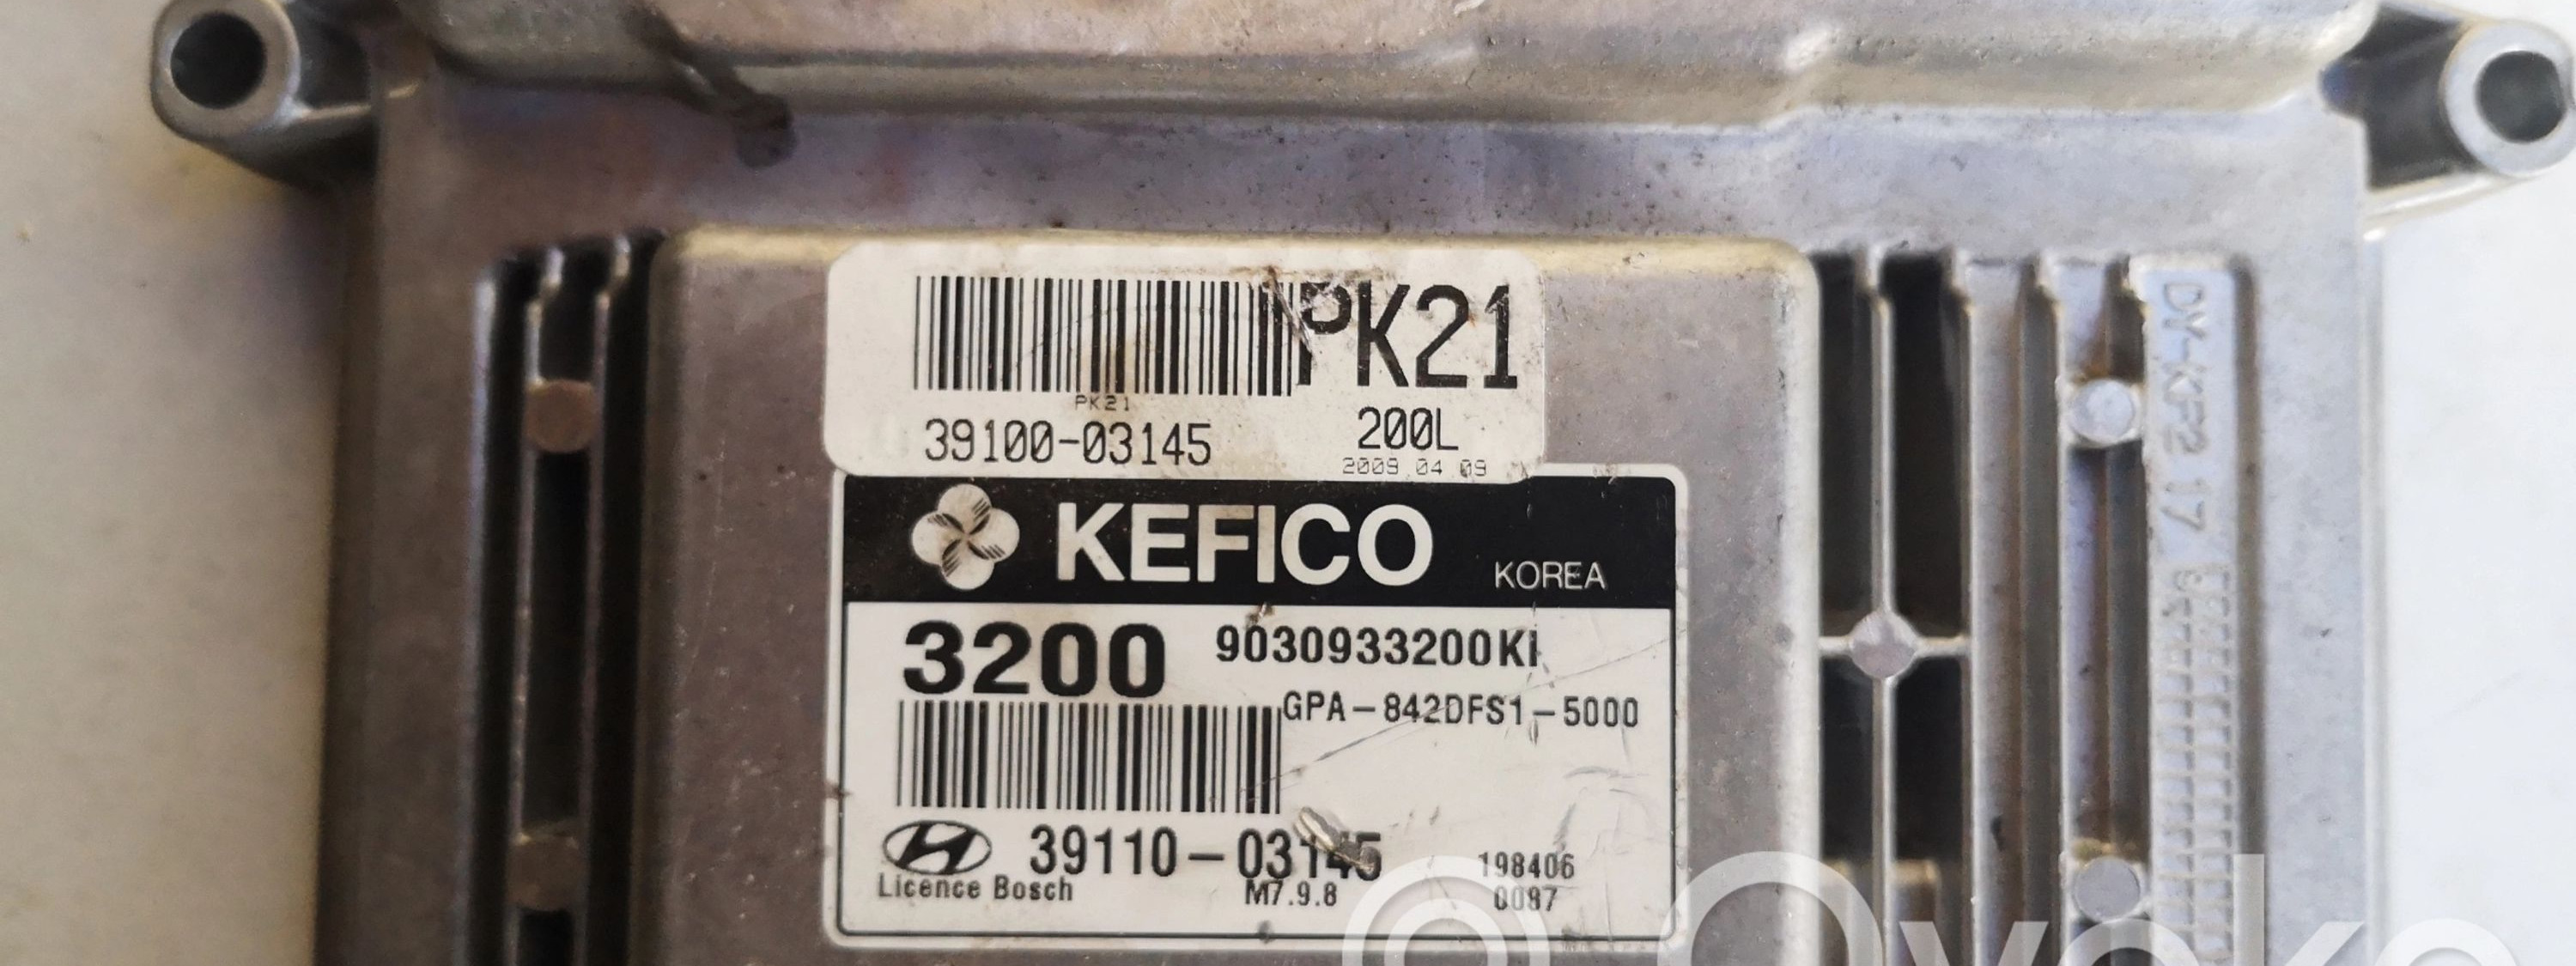 PK21
PK21
39100-03145
200L
2009.04.09
KEFICO
KOREA
3200
9030933200KI
GPA-842DFS1-5000
39110-03145
198406
Licence Bosch
M7.9.8
0087
DY-KP2 17
Ovoko